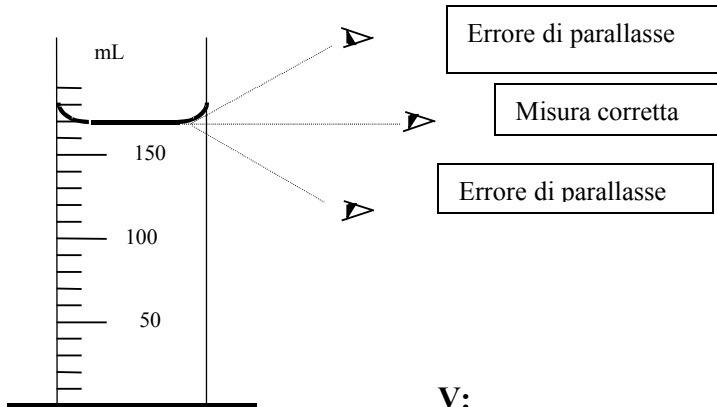 Errore di parallasse
mL
Misura corretta
150
Errore di parallasse
100
50
V: